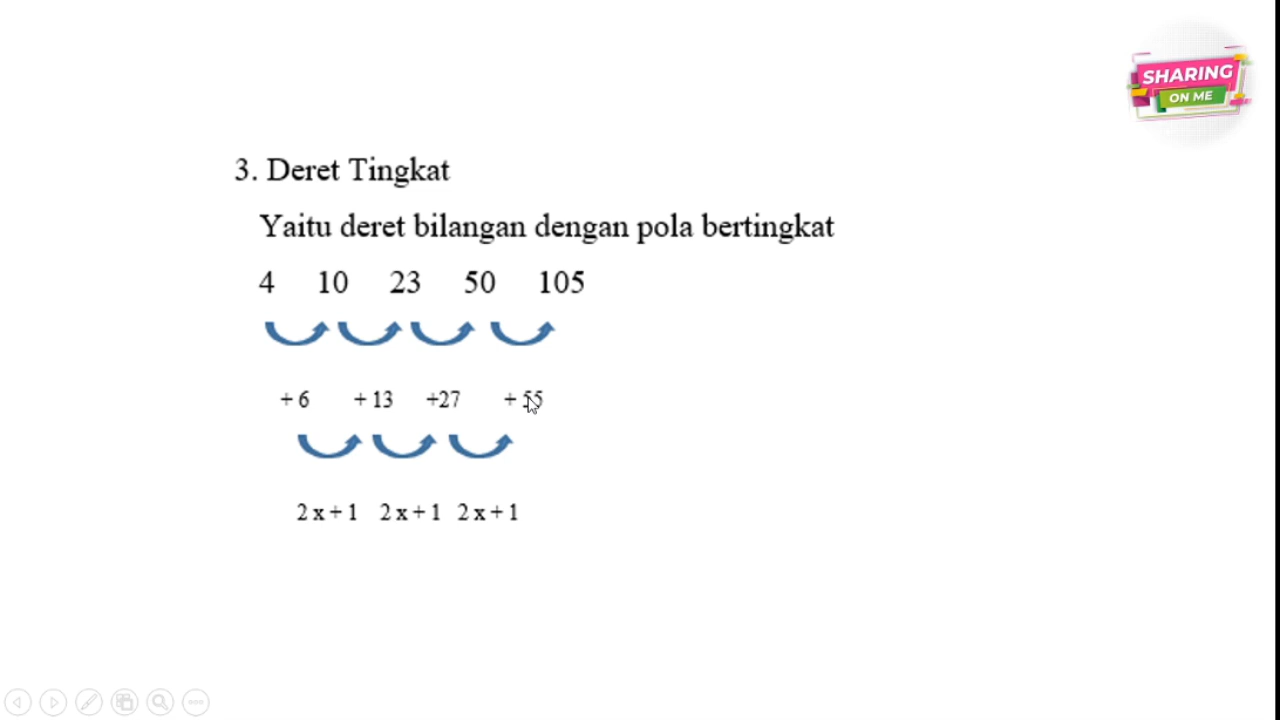 SHARING
ON ME
3. Deret Tingkat
Yaitu deret bilangan dengan pola bertingkat
4 10 23 50 105
+ 6 + 13 +27 + 55
2 x + 1 2 x + 1 2 x + 1